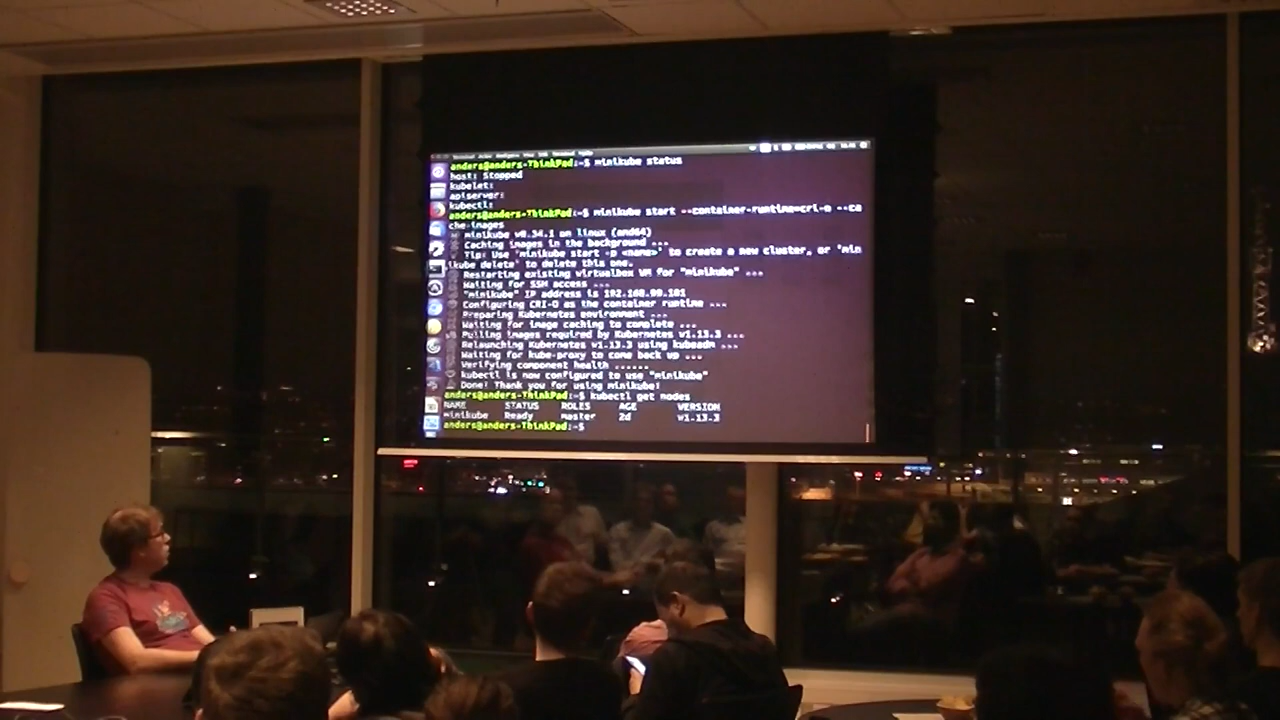 anders@anders-ThinkPad:~$ minikube status
host: Stopped
kubelet:
apiserver:
kubectl:
anders@anders-ThinkPad:~$ minikube start --container-runtime=cri-o --ca
che-images
minikube v0.34.1 on linux (amd64)
Caching images in the background ...
Tip: Use 'minikube start -p <name>' to create a new cluster, or 'min
ikube delete' to delete this one.
Restarting existing virtualbox VM for "minikube" ...
Waiting for SSH access ...
"minikube" IP address is 192.168.99.101
Configuring CRI-O as the container runtime ...
Preparing Kubernetes environment ...
Waiting for image caching to complete ...
Pulling images required by Kubernetes v1.13.3 ...
Relaunching Kubernetes v1.13.3 using kubeadm ...
Waiting for kube-proxy to come back up ...
Verifying component health ......
kubectl is now configured to use "minikube"
Done! Thank you for using minikube!
anders@anders-ThinkPad:~$ kubectl get nodes
NAME STATUS ROLES AGE VERSION
minikube Ready master 2d v1.13.3
anders@anders-ThinkPad:~$